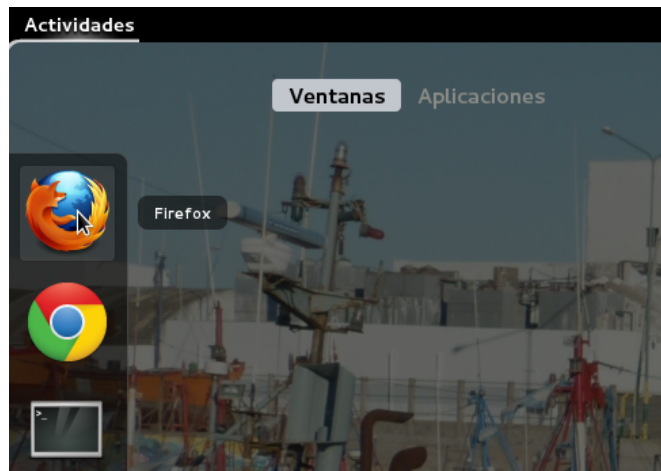 Actividades
Ventanas Aplicaciones
Firefox
>_